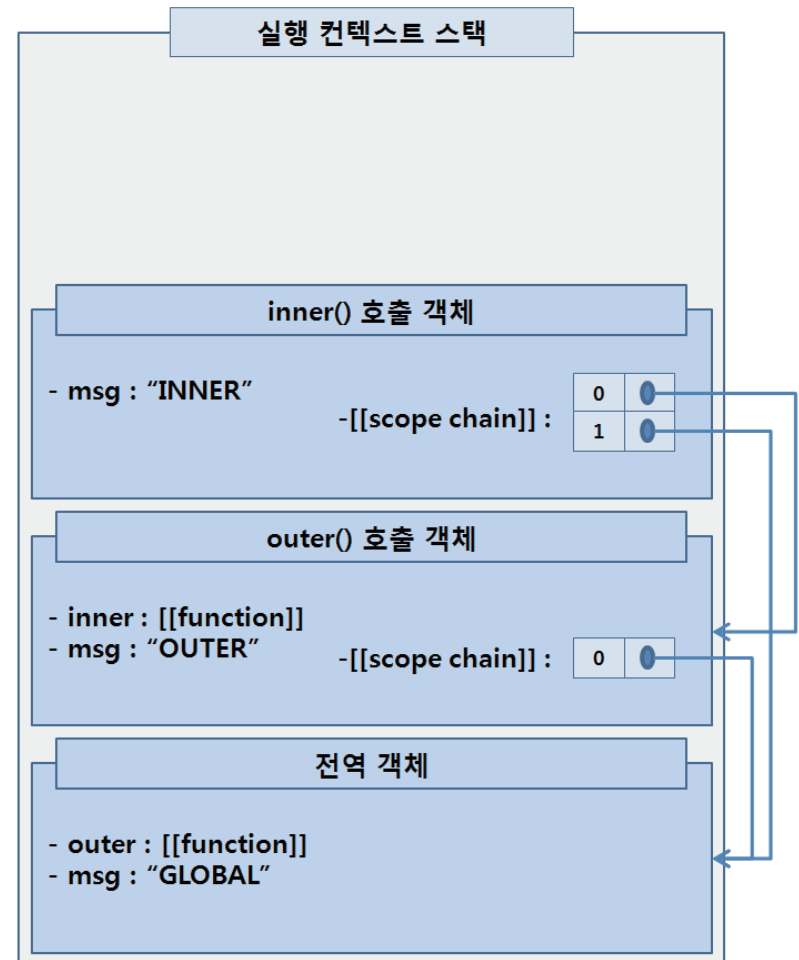 실행 컨텍스트 스택
inner() 호출 객체
- msg : “INNER”
-[[scope chain]] :
0
1
outer() 호출 객체
- inner : [[function]]
- msg : “OUTER”
-[[scope chain]] :
0
전역 객체
- outer : [[function]]
- msg : “GLOBAL”